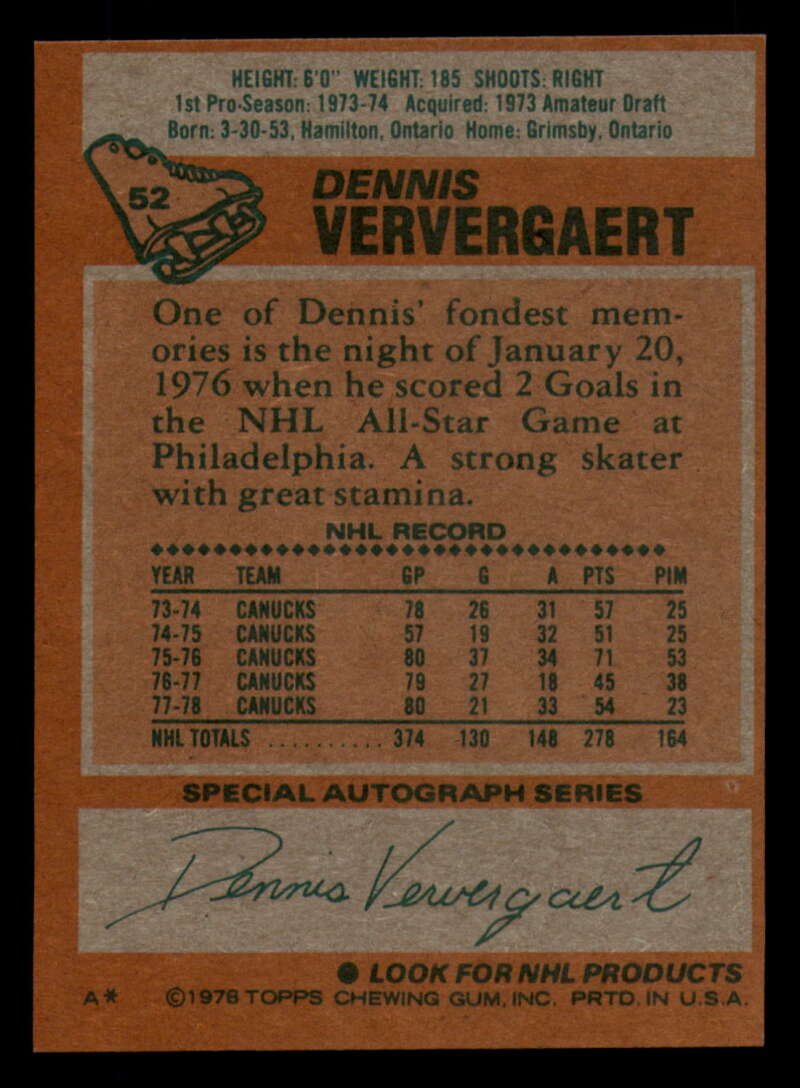 HEIGHT: 6'0" WEIGHT: 185 SHOOTS: RIGHT
1st Pro-Season: 1973-74 Acquired: 1973 Amateur Draft
Born: 3-30-53, Hamilton, Ontario Home: Grimsby, Ontario
52
DENNIS
VERVERGAERT
One of Dennis' fondest mem-
ories is the night of January 20,
1976 when he scored 2 Goals in
the NHL All-Star Game at
Philadelphia. A strong skater
with great stamina.
NHL RECORD
YEAR TEAM GP G A PTS PIM
73-74 CANUCKS 78 26 31 57 25
74-75 CANUCKS 57 19 32 51 25
75-76 CANUCKS 80 37 34 71 53
76-77 CANUCKS 79 27 18 45 38
77-78 CANUCKS 80 21 33 54 23
NHL TOTALS .......... 374 130 148 278 164
SPECIAL AUTOGRAPH SERIES
Dennis Ververgaert
● LOOK FOR NHL PRODUCTS
A* ©1978 TOPPS CHEWING GUM, INC. PRTD. IN U.S.A.